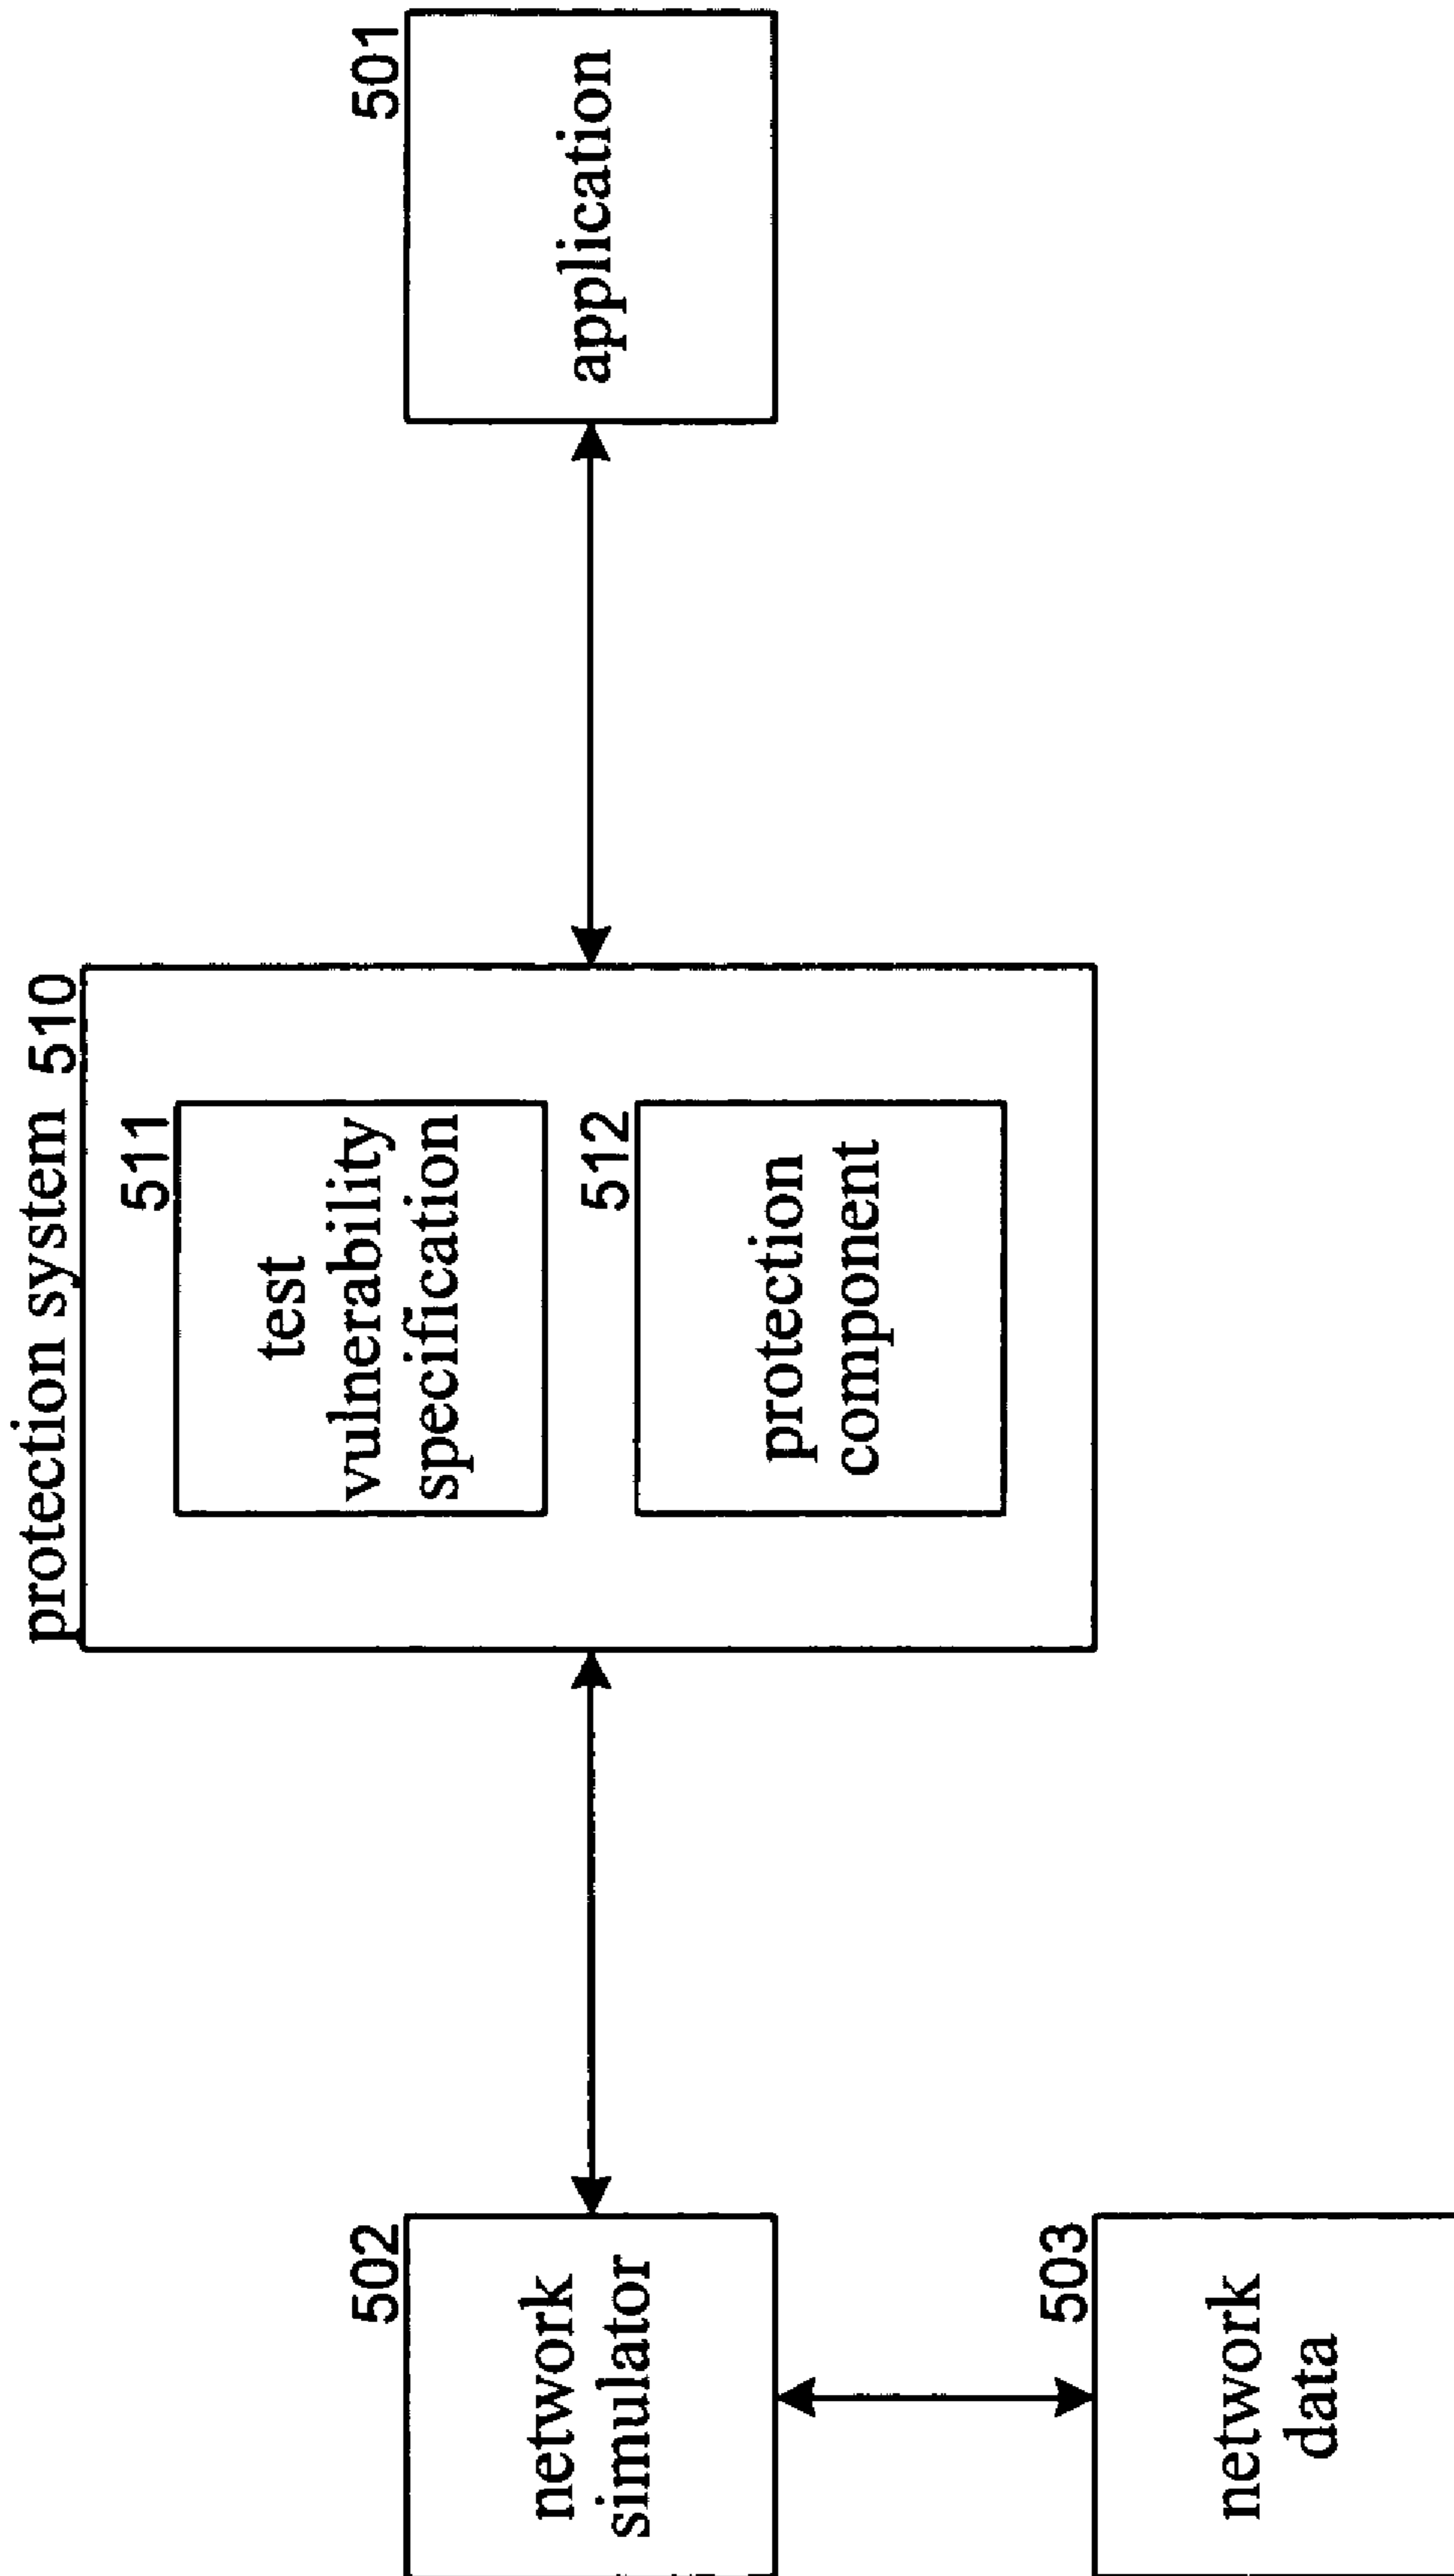 protection system 510
502
network
simulator
511
test
vulnerability
specification
512
protection
component
501
application
503
network
data